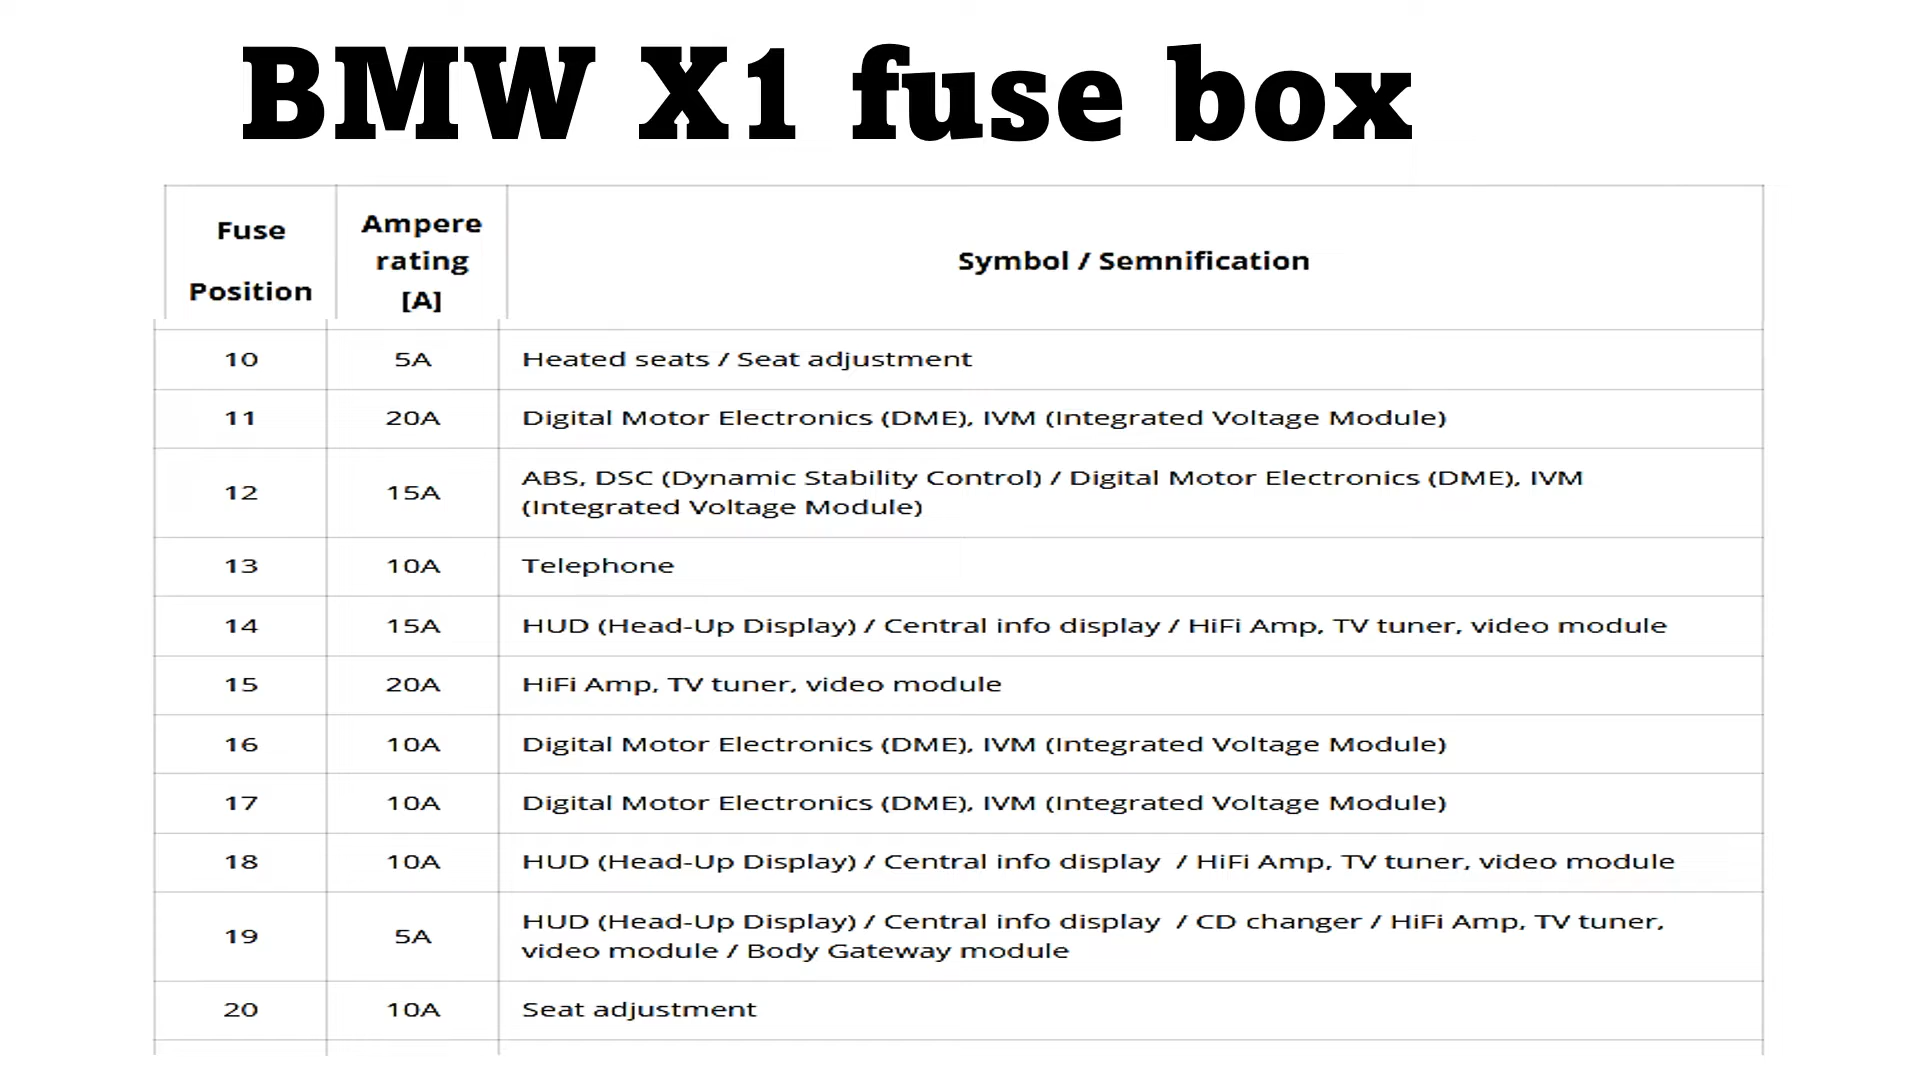 BMW X1 fuse box
Fuse Position
Ampere rating [A]
Symbol / Semnification
10 5A Heated seats / Seat adjustment
11 20A Digital Motor Electronics (DME), IVM (Integrated Voltage Module)
12 15A ABS, DSC (Dynamic Stability Control) / Digital Motor Electronics (DME), IVM
(Integrated Voltage Module)
13 10A Telephone
14 15A HUD (Head-Up Display) / Central info display / HiFi Amp, TV tuner, video module
15 20A HiFi Amp, TV tuner, video module
16 10A Digital Motor Electronics (DME), IVM (Integrated Voltage Module)
17 10A Digital Motor Electronics (DME), IVM (Integrated Voltage Module)
18 10A HUD (Head-Up Display) / Central info display / HiFi Amp, TV tuner, video module
19 5A HUD (Head-Up Display) / Central info display / CD changer / HiFi Amp, TV tuner,
video module / Body Gateway module
20 10A Seat adjustment